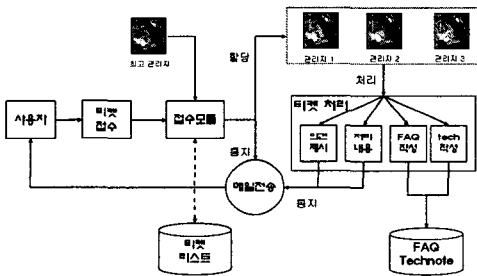 최고 관리자
할당
관리자 1
관리자 2
관리자 3
처리
티켓 처리
사용자
티켓
접수
접수모듈
의견
제시
처리
내용
FAQ
작성
tech
작성
통지
메일전송
통지
티켓
리스트
FAQ
Technote